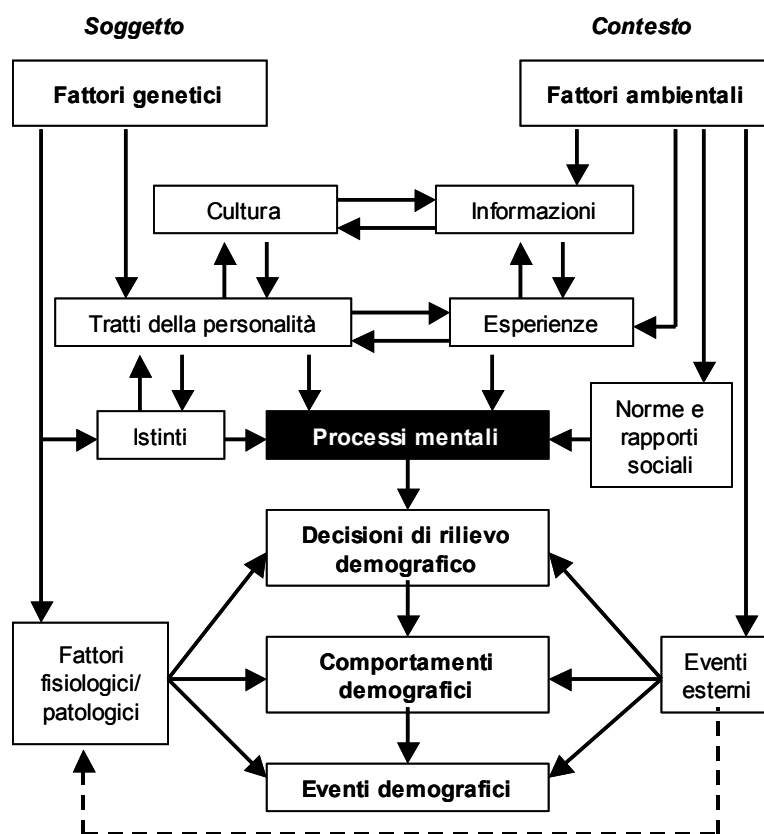 Soggetto
Contesto
Fattori genetici
Fattori ambientali
Cultura
Informazioni
Tratti della personalità
Esperienze
Istinti
Processi mentali
Norme e
rapporti
sociali
Decisioni di rilievo
demografico
Fattori
fisiologici/
patologici
Comportamenti
demografici
Eventi
esterni
Eventi demografici